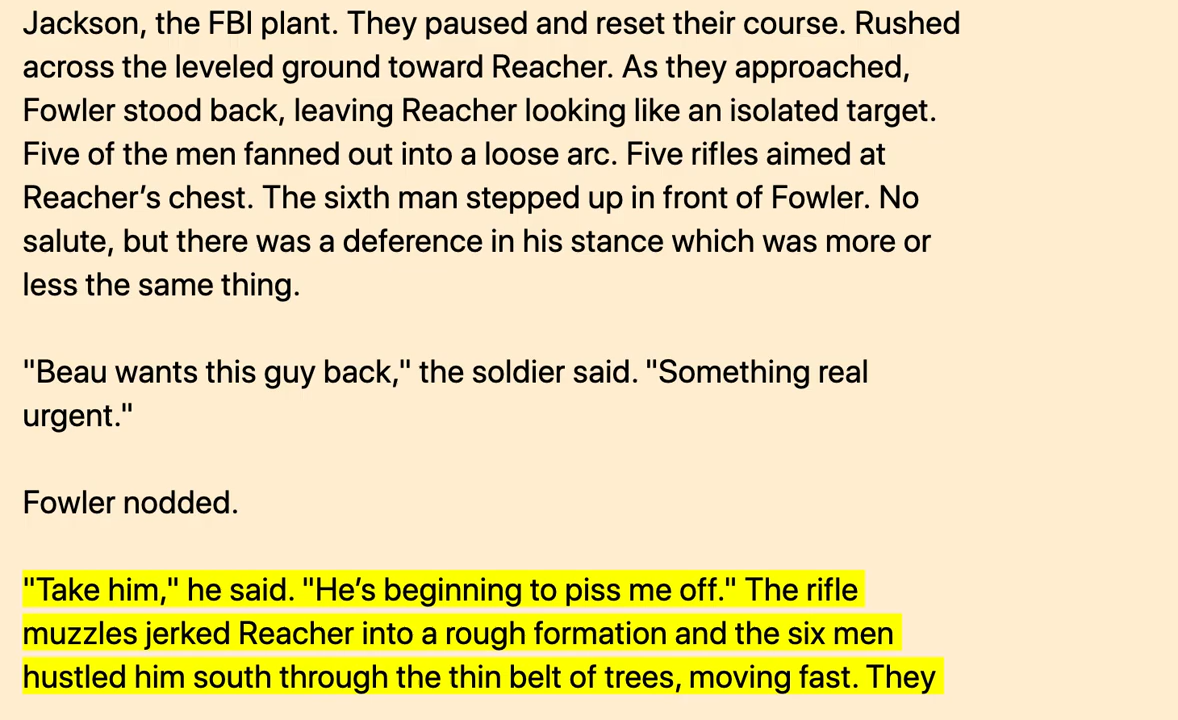 Jackson, the FBI plant. They paused and reset their course. Rushed
across the leveled ground toward Reacher. As they approached,
Fowler stood back, leaving Reacher looking like an isolated target.
Five of the men fanned out into a loose arc. Five rifles aimed at
Reacher’s chest. The sixth man stepped up in front of Fowler. No
salute, but there was a deference in his stance which was more or
less the same thing.
"Beau wants this guy back," the soldier said. "Something real
urgent."
Fowler nodded.
"Take him," he said. "He’s beginning to piss me off." The rifle
muzzles jerked Reacher into a rough formation and the six men
hustled him south through the thin belt of trees, moving fast. They